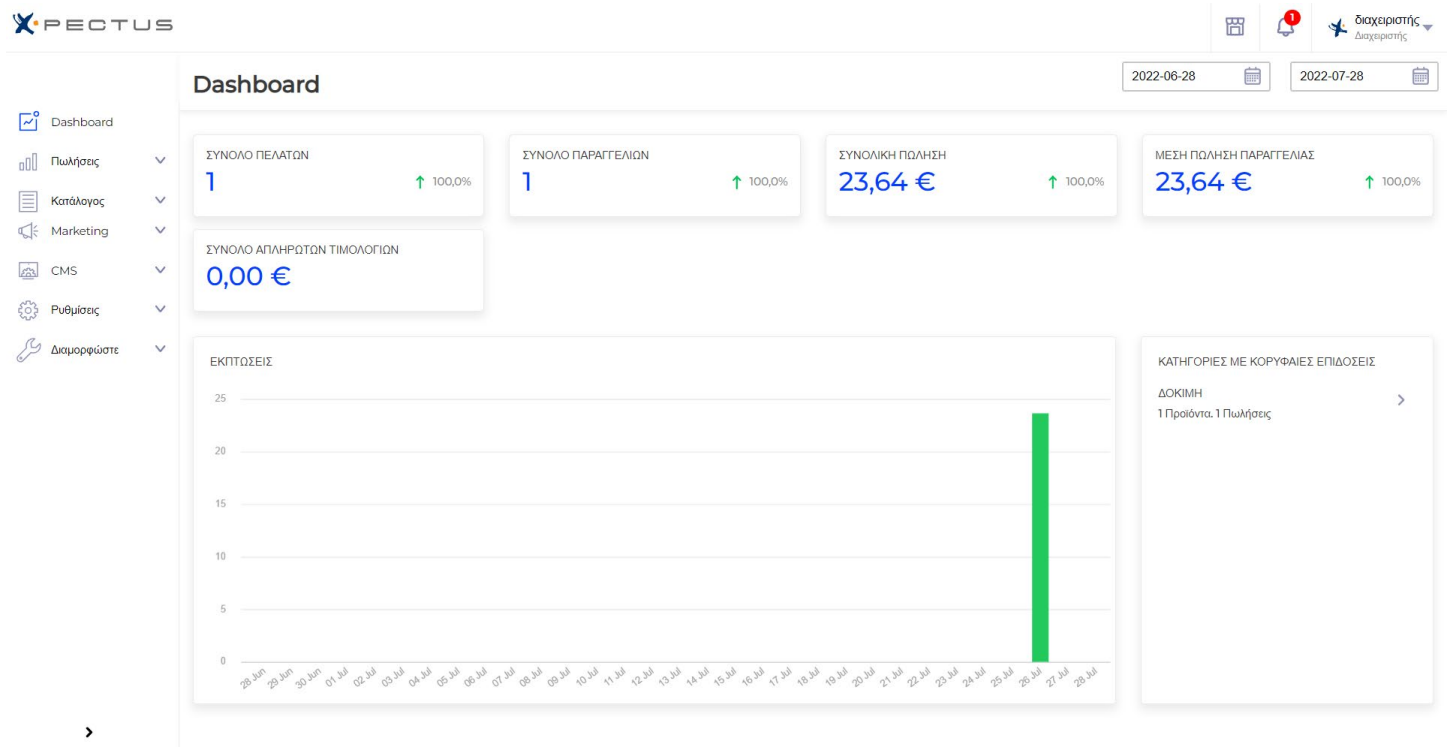 XPECTUS
1
διαχειριστής
Διαχειριστής
Dashboard
2022-06-28
2022-07-28
Dashboard
Πωλήσεις
Κατάλογος
Marketing
CMS
Ρυθμίσεις
Διαμορφώστε
ΣΥΝΟΛΟ ΠΕΛΑΤΩΝ
1
100,0%
ΣΥΝΟΛΟ ΠΑΡΑΓΓΕΛΙΩΝ
1
100,0%
ΣΥΝΟΛΙΚΗ ΠΩΛΗΣΗ
23,64 €
100,0%
ΜΕΣΗ ΠΩΛΗΣΗ ΠΑΡΑΓΓΕΛΙΑΣ
23,64 €
100,0%
ΣΥΝΟΛΟ ΑΠΛΗΡΩΤΩΝ ΤΙΜΟΛΟΓΙΩΝ
0,00 €
ΕΚΠΤΩΣΕΙΣ
25
20
15
10
5
0
28 Jun 29 Jun 30 Jun 01 Jul 02 Jul 03 Jul 04 Jul 05 Jul 06 Jul 07 Jul 08 Jul 09 Jul 10 Jul 11 Jul 12 Jul 13 Jul 14 Jul 15 Jul 16 Jul 17 Jul 18 Jul 19 Jul 20 Jul 21 Jul 22 Jul 23 Jul 24 Jul 25 Jul 26 Jul 27 Jul 28 Jul
ΚΑΤΗΓΟΡΙΕΣ ΜΕ ΚΟΡΥΦΑΙΕΣ ΕΠΙΔΟΣΕΙΣ
ΔΟΚΙΜΗ
1 Προϊόντα. 1 Πωλήσεις